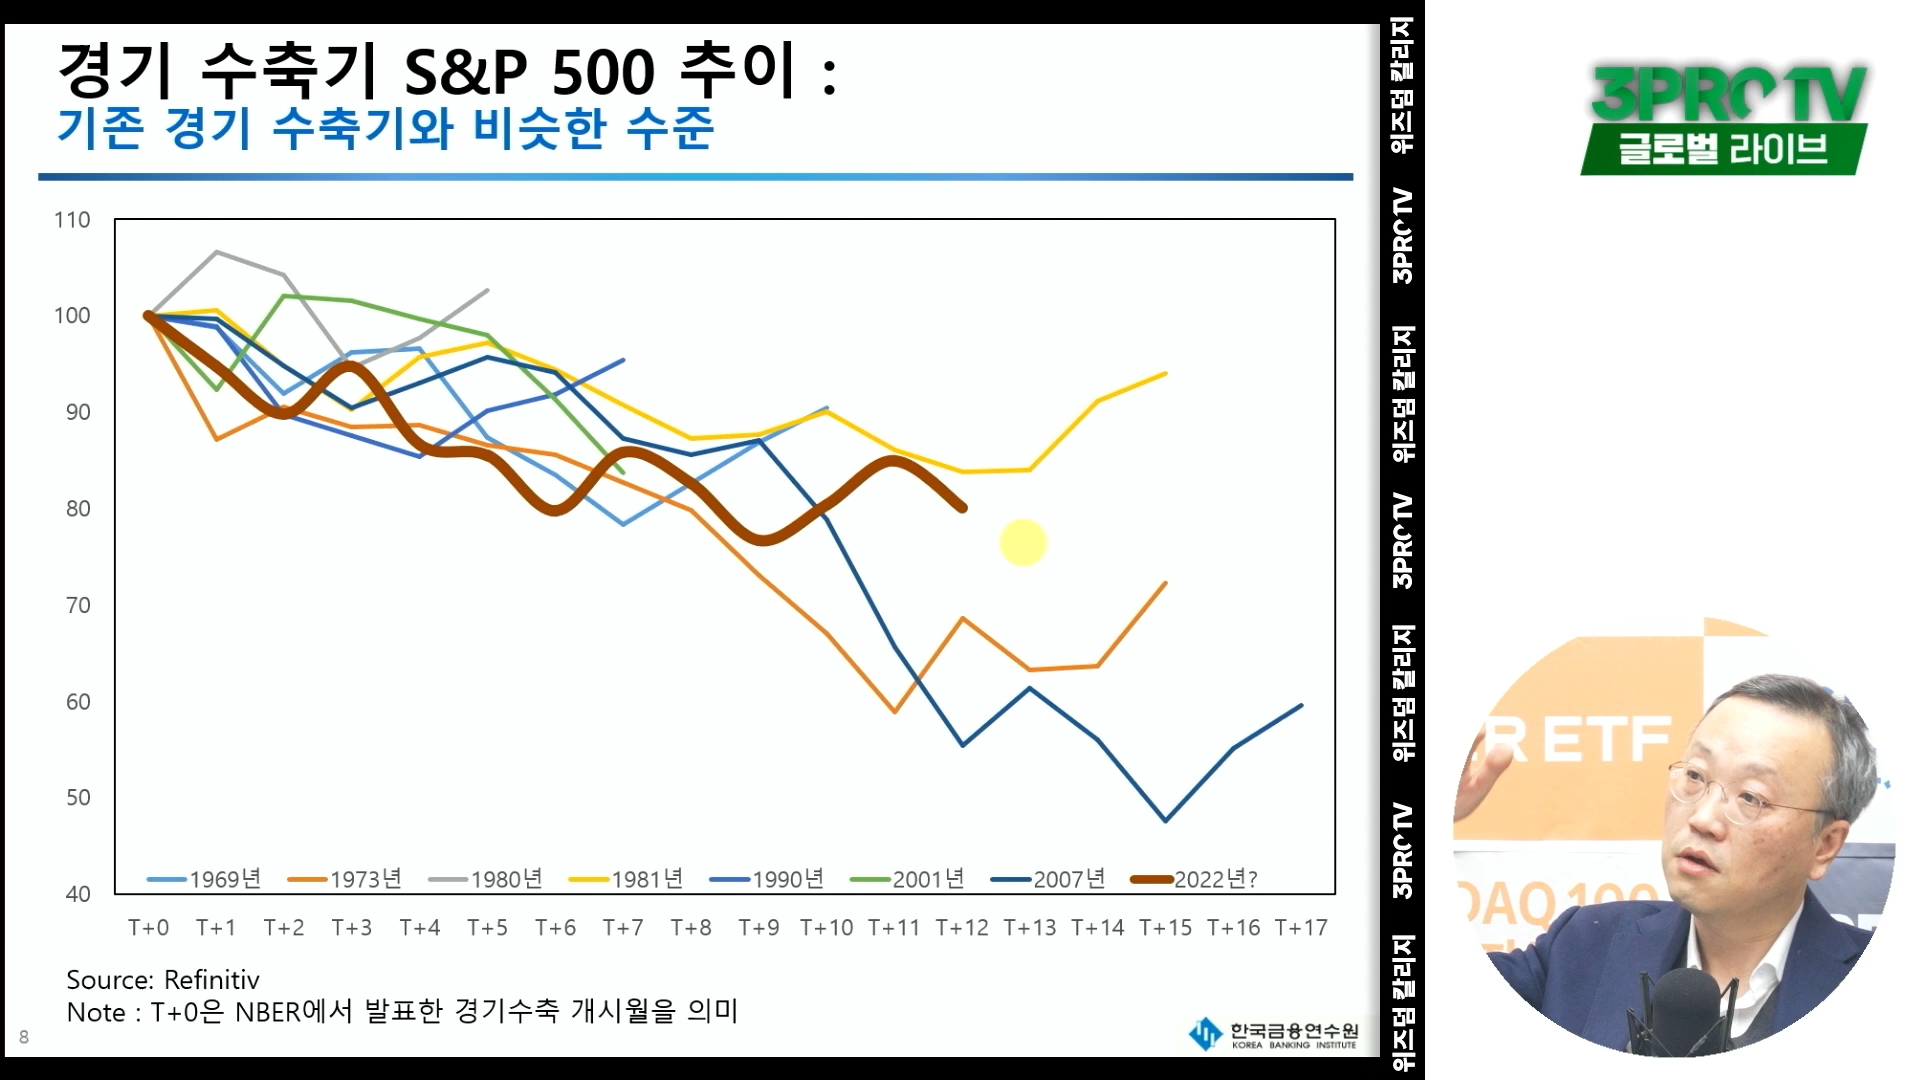 경기 수축기 S&P 500 추이 :
기존 경기 수축기와 비슷한 수준
110
100
90
80
70
60
50
40
1969년 1973년 1980년 1981년 1990년 2001년 2007년 2022년?
T+0 T+1 T+2 T+3 T+4 T+5 T+6 T+7 T+8 T+9 T+10 T+11 T+12 T+13 T+14 T+15 T+16 T+17
Source: Refinitiv
Note : T+0은 NBER에서 발표한 경기수축 개시월을 의미
8
한국금융연수원
KOREA BANKING INSTITUTE
위즈덤 칼리지
3PROTV
위즈덤 칼리지
3PROTV
위즈덤 칼리지
3PROTV
위즈덤 칼리지
3PROTV
글로벌 라이브
R ETF
DAQ 100